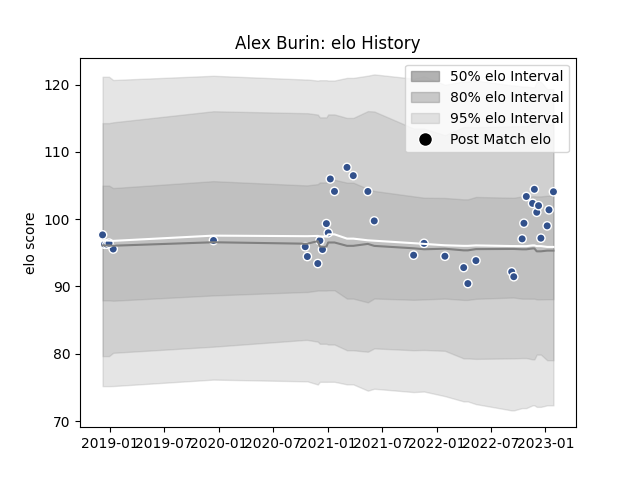 Alex Burin: elo History
50% elo Interval
80% elo Interval
95% elo Interval
Post Match elo
elo score
120
110
100
90
80
70
2019-01 2019-07 2020-01 2020-07 2021-01 2021-07 2022-01 2022-07 2023-01